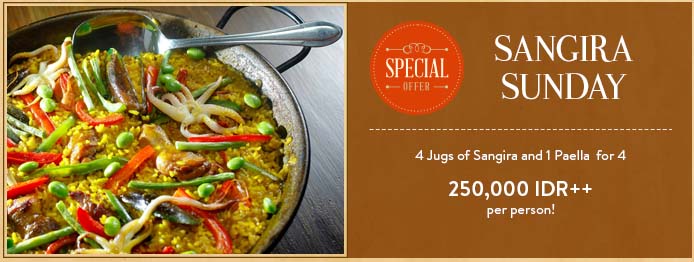 SPECIAL
OFFER
SANGIRA
SUNDAY
4 Jugs of Sangira and 1 Paella for 4
250,000 IDR++
per person!